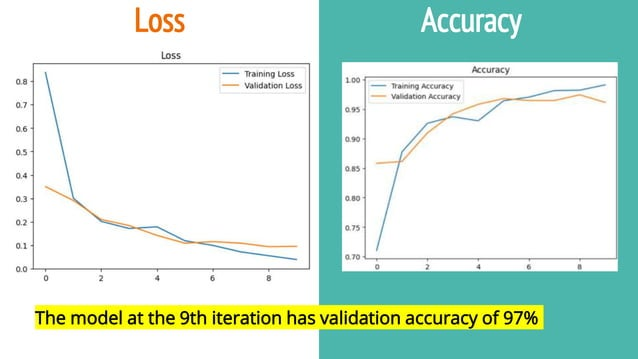 Loss
Accuracy
Loss
Training Loss
Validation Loss
0.8
0.7
0.6
0.5
0.4
0.3
0.2
0.1
0.0
0 2 4 6 8
Accuracy
Training Accuracy
Validation Accuracy
1.00
0.95
0.90
0.85
0.80
0.75
0.70
0 2 4 6 8
The model at the 9th iteration has validation accuracy of 97%